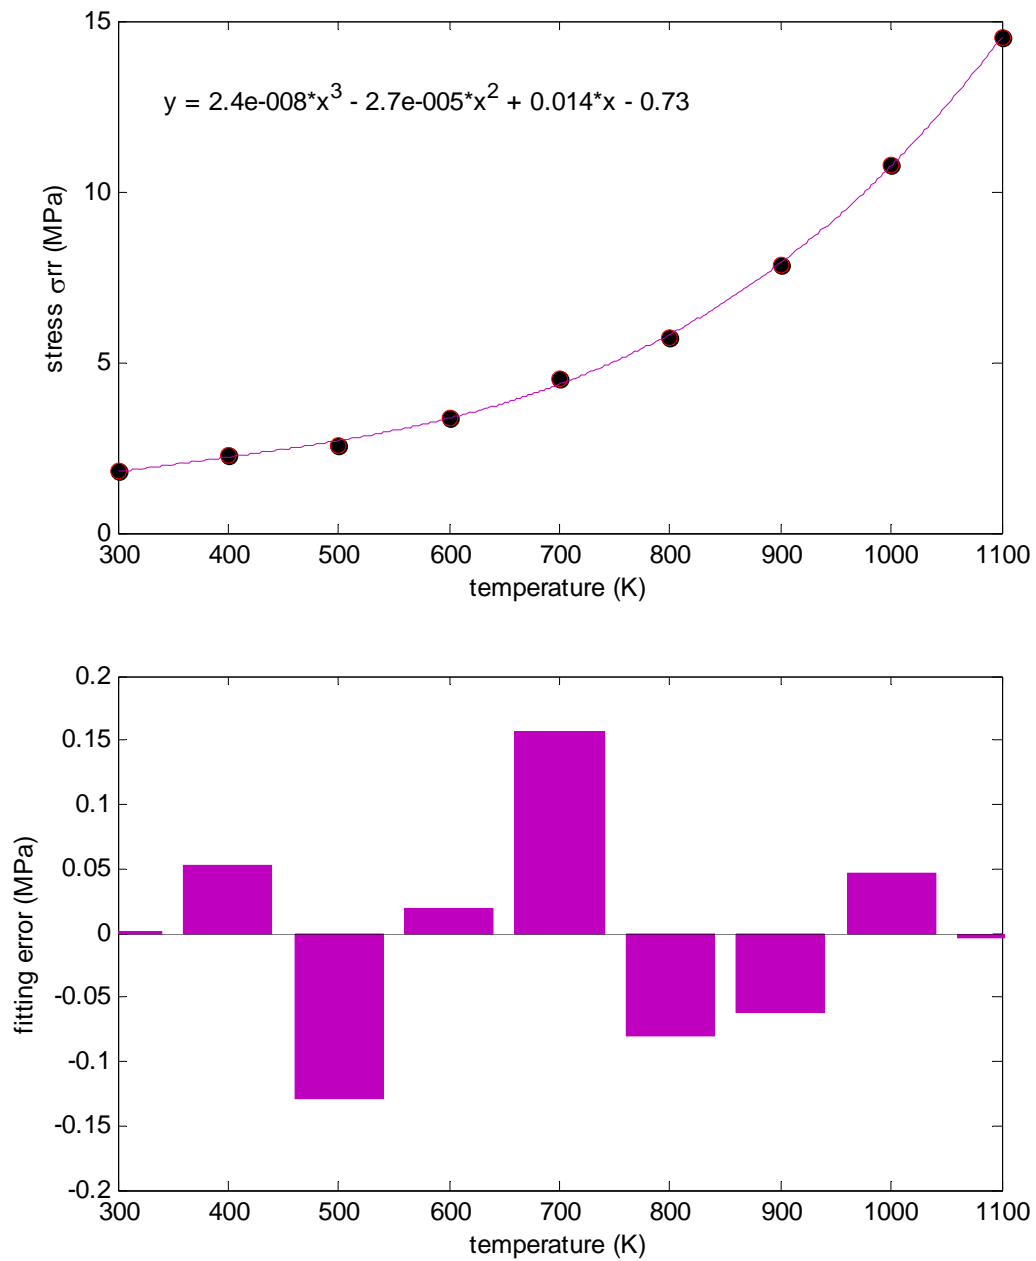 15
y = 2.4e-008*x^3 - 2.7e-005*x^2 + 0.014*x - 0.73
10
5
0
stress σrr (MPa)
300 400 500 600 700 800 900 1000 1100
temperature (K)
0.2
0.15
0.1
0.05
0
-0.05
-0.1
-0.15
-0.2
fitting error (MPa)
300 400 500 600 700 800 900 1000 1100
temperature (K)